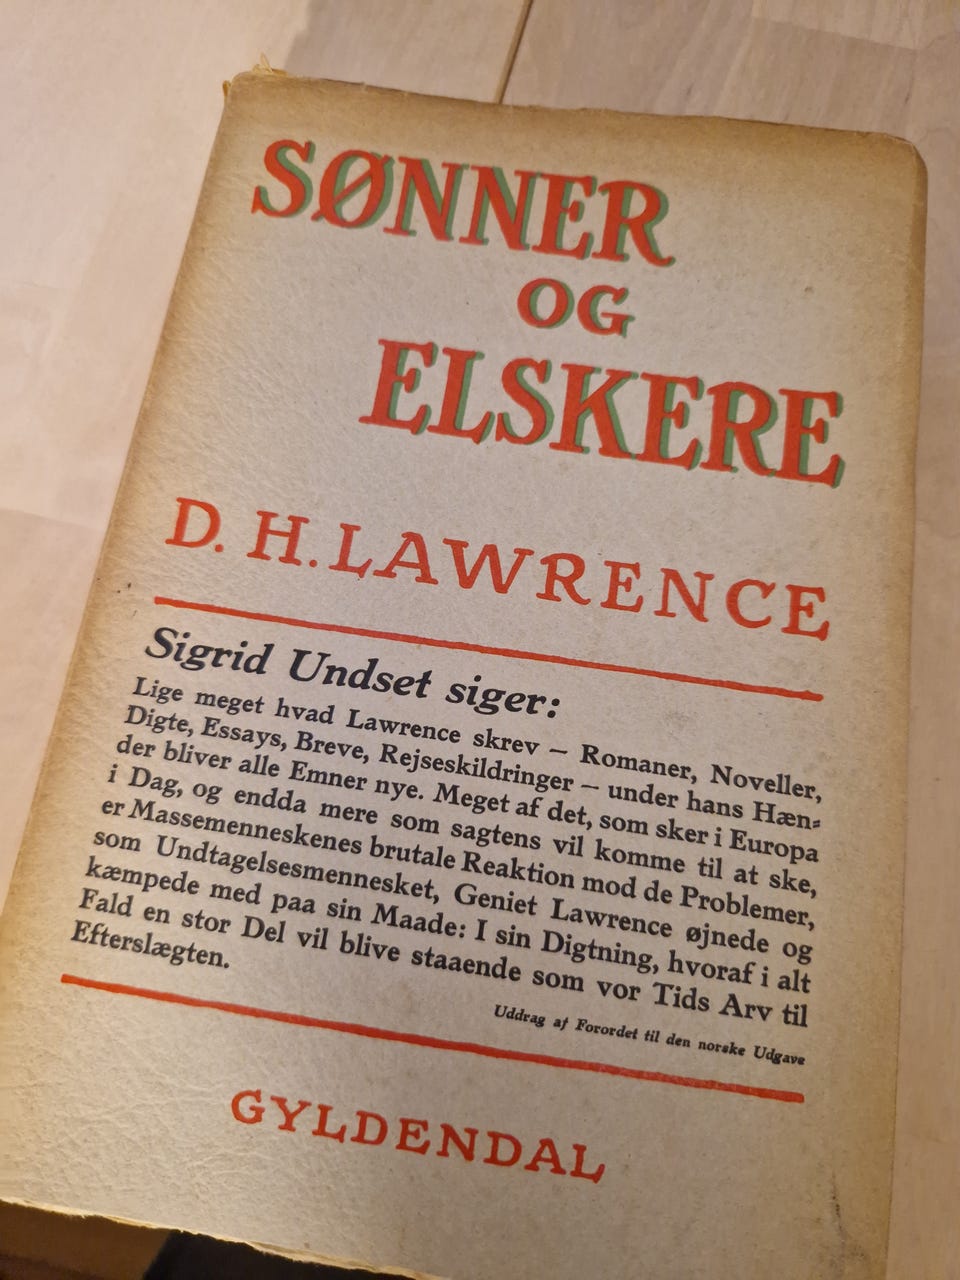 SØNNER
OG
ELSKERE
D. H. LAWRENCE
Sigrid Undset siger:
Lige meget hvad Lawrence skrev – Romaner, Noveller,
Digte, Essays, Breve, Rejseskildringer – under hans Hæn-
der bliver alle Emner nye. Meget af det, som sker i Europa
i Dag, og endda mere som sagtens vil komme til at ske,
er Massemenneskenes brutale Reaktion mod de Problemer,
som Undtagelsesmennesket, Geniet Lawrence øjnede og
kæmpede med paa sin Maade: I sin Digtning, hvoraf i alt
Fald en stor Del vil blive staaende som vor Tids Arv til
Efterslægten.
Uddrag af Forordet til den norske Udgave
GYLDENDAL